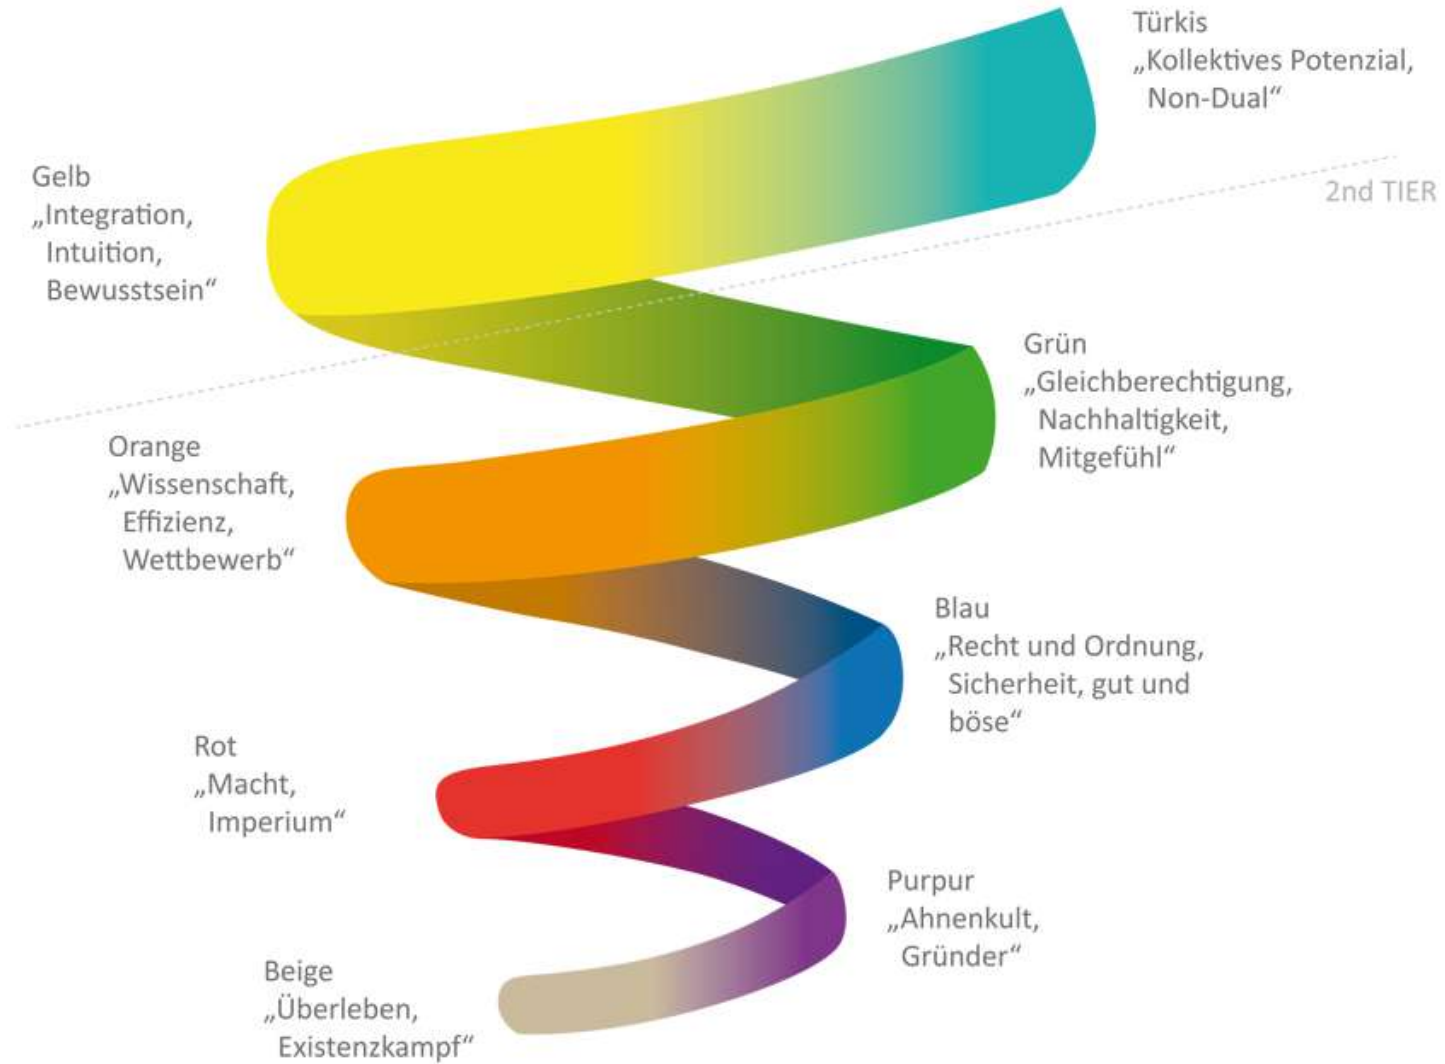 Türkis
„Kollektives Potenzial,
Non-Dual“
Gelb
„Integration,
Intuition,
Bewusstsein“
2nd TIER
Grün
„Gleichberechtigung,
Nachhaltigkeit,
Mitgefühl“
Orange
„Wissenschaft,
Effizienz,
Wettbewerb“
Blau
„Recht und Ordnung,
Sicherheit, gut und
böse“
Rot
„Macht,
Imperium“
Purpur
„Ahnenkult,
Gründer“
Beige
„Überleben,
Existenzkampf“